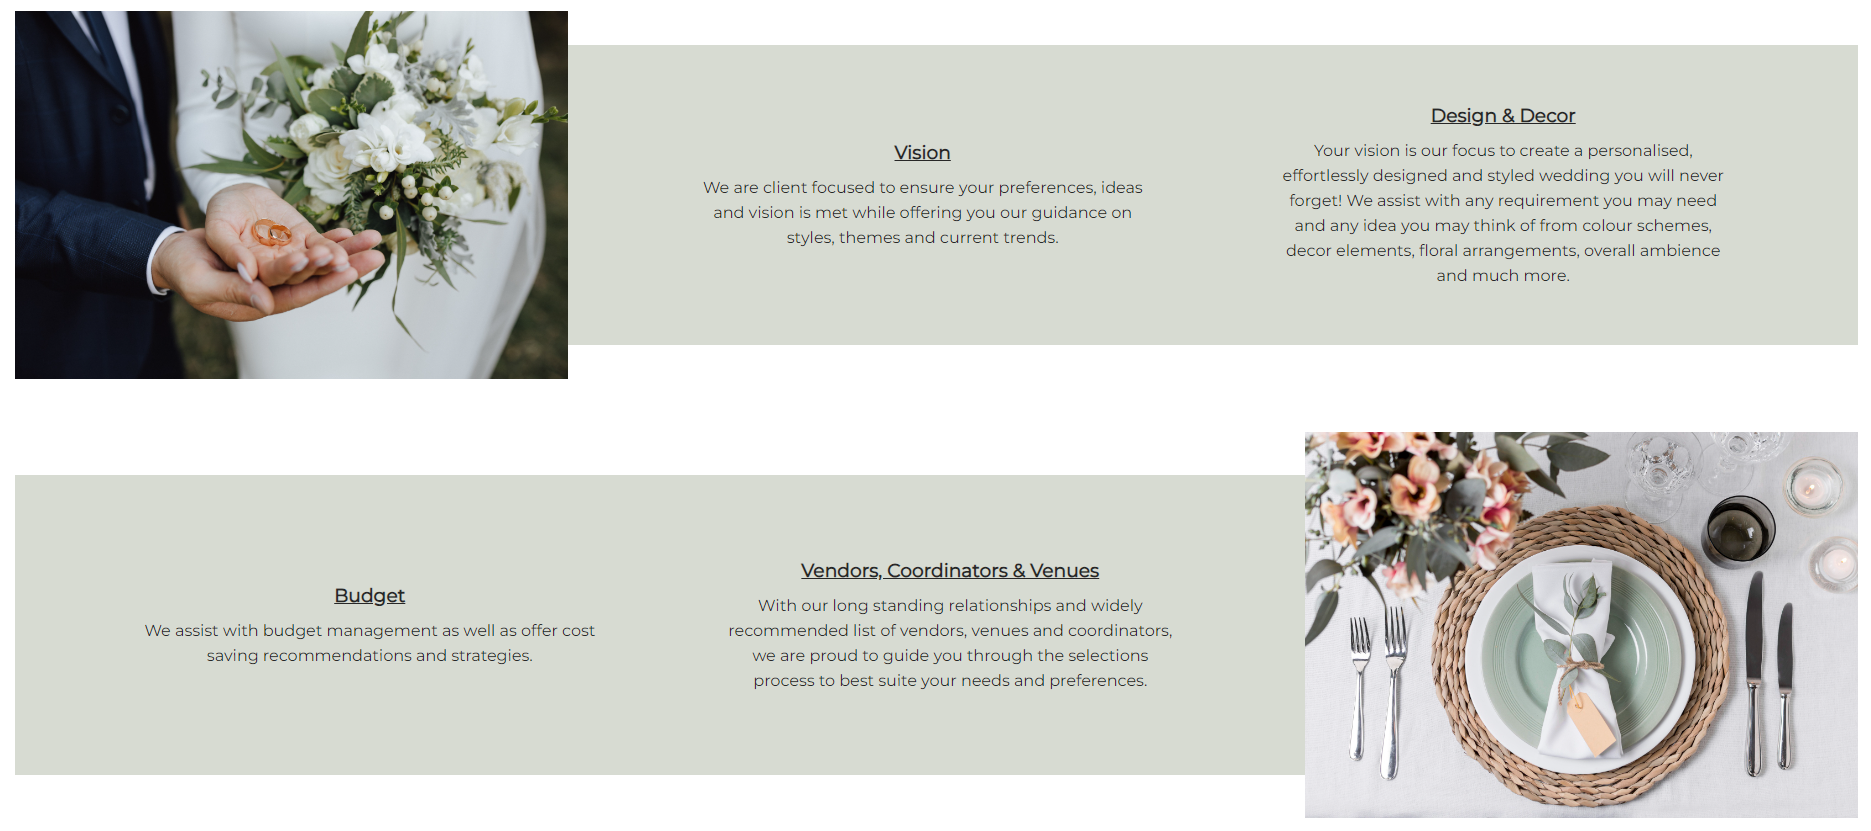 Vision
We are client focused to ensure your preferences, ideas
and vision is met while offering you our guidance on
styles, themes and current trends.
Design & Decor
Your vision is our focus to create a personalised,
effortlessly designed and styled wedding you will never
forget! We assist with any requirement you may need
and any idea you may think of from colour schemes,
decor elements, floral arrangements, overall ambience
and much more.
Budget
We assist with budget management as well as offer cost
saving recommendations and strategies.
Vendors, Coordinators & Venues
With our long standing relationships and widely
recommended list of vendors, venues and coordinators,
we are proud to guide you through the selections
process to best suite your needs and preferences.